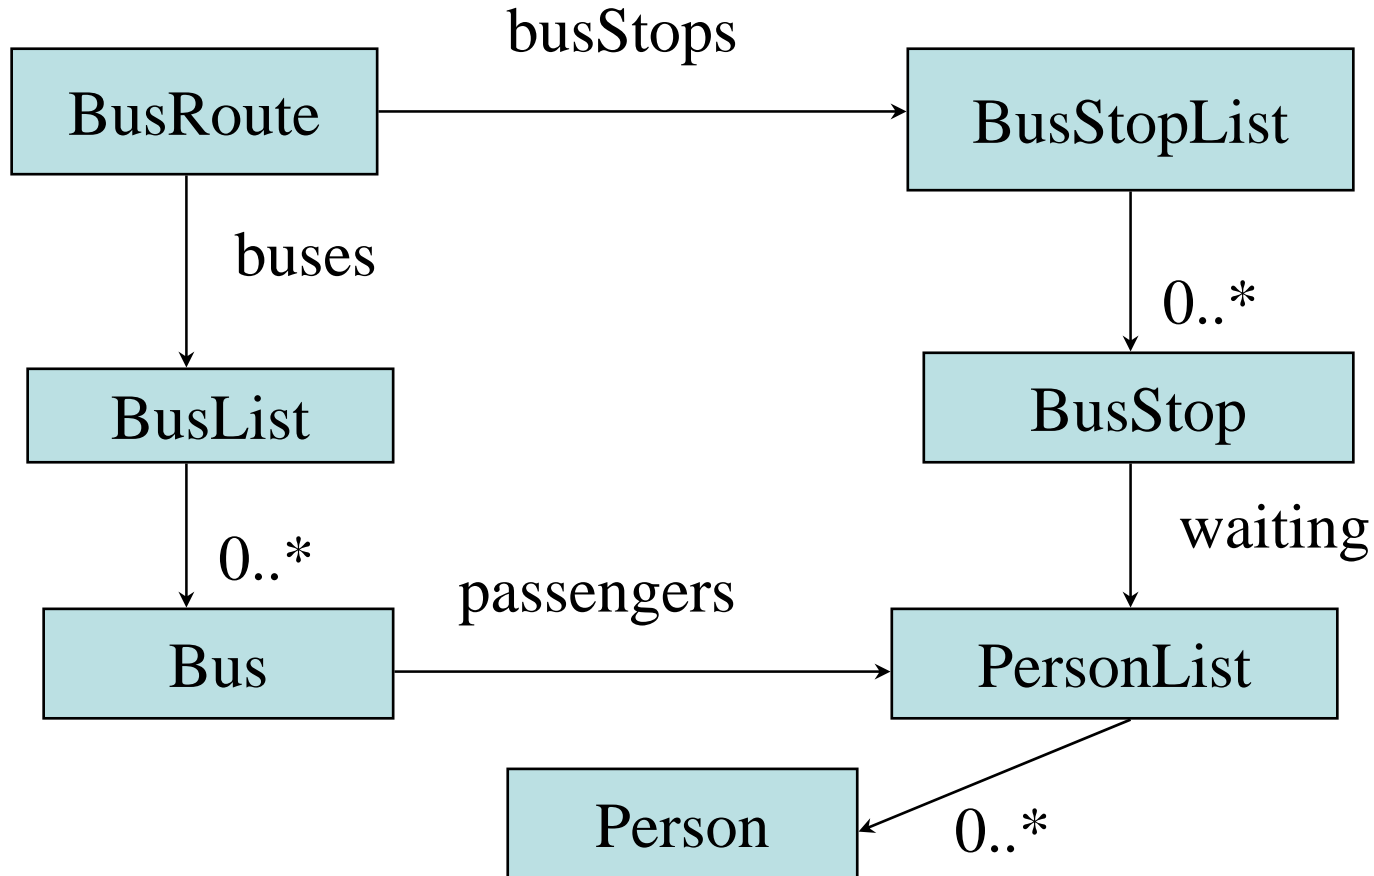 busStops
BusRoute
BusStopList
buses
0..*
BusList
BusStop
waiting
0..*
passengers
Bus
PersonList
Person
0..*